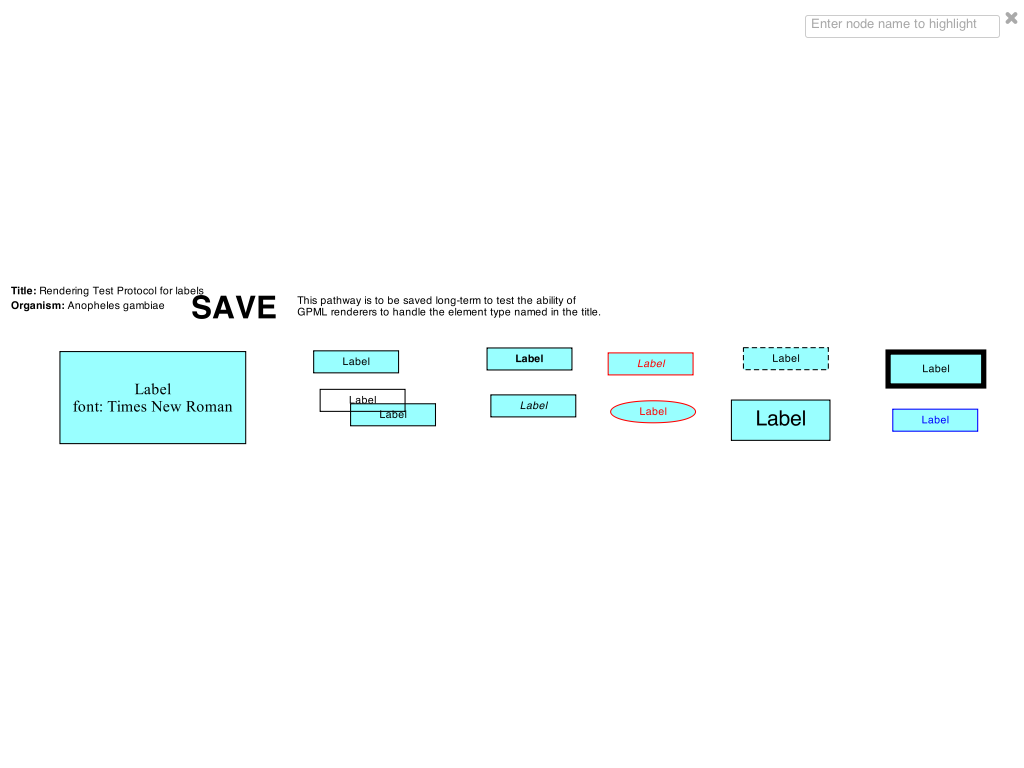 Enter node name to highlight
Title: Rendering Test Protocol for labels
Organism: Anopheles gambiae
SAVE
This pathway is to be saved long-term to test the ability of
GPML renderers to handle the element type named in the title.
Label
font: Times New Roman
Label
Label
Label
Label
Label
Label
Label
Label
Label
Label
Label